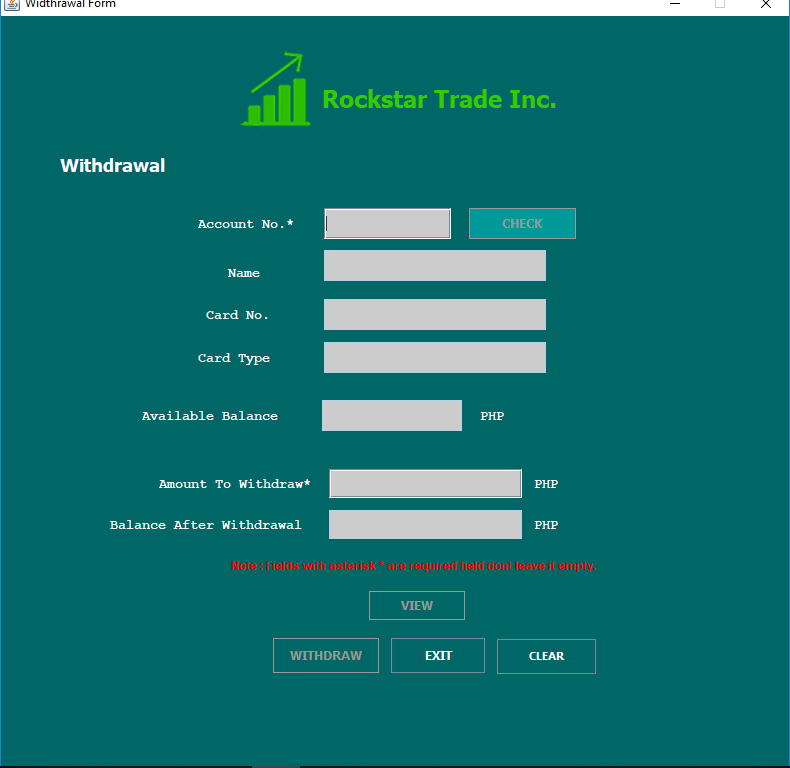 Widthrawal Form
Rockstar Trade Inc.
Withdrawal
Account No.* CHECK
Name
Card No.
Card Type
Available Balance PHP
Amount To Withdraw* PHP
Balance After Withdrawal PHP
Note : Fields with asterisk * are required field dont leave it empty.
VIEW
WITHDRAW EXIT CLEAR